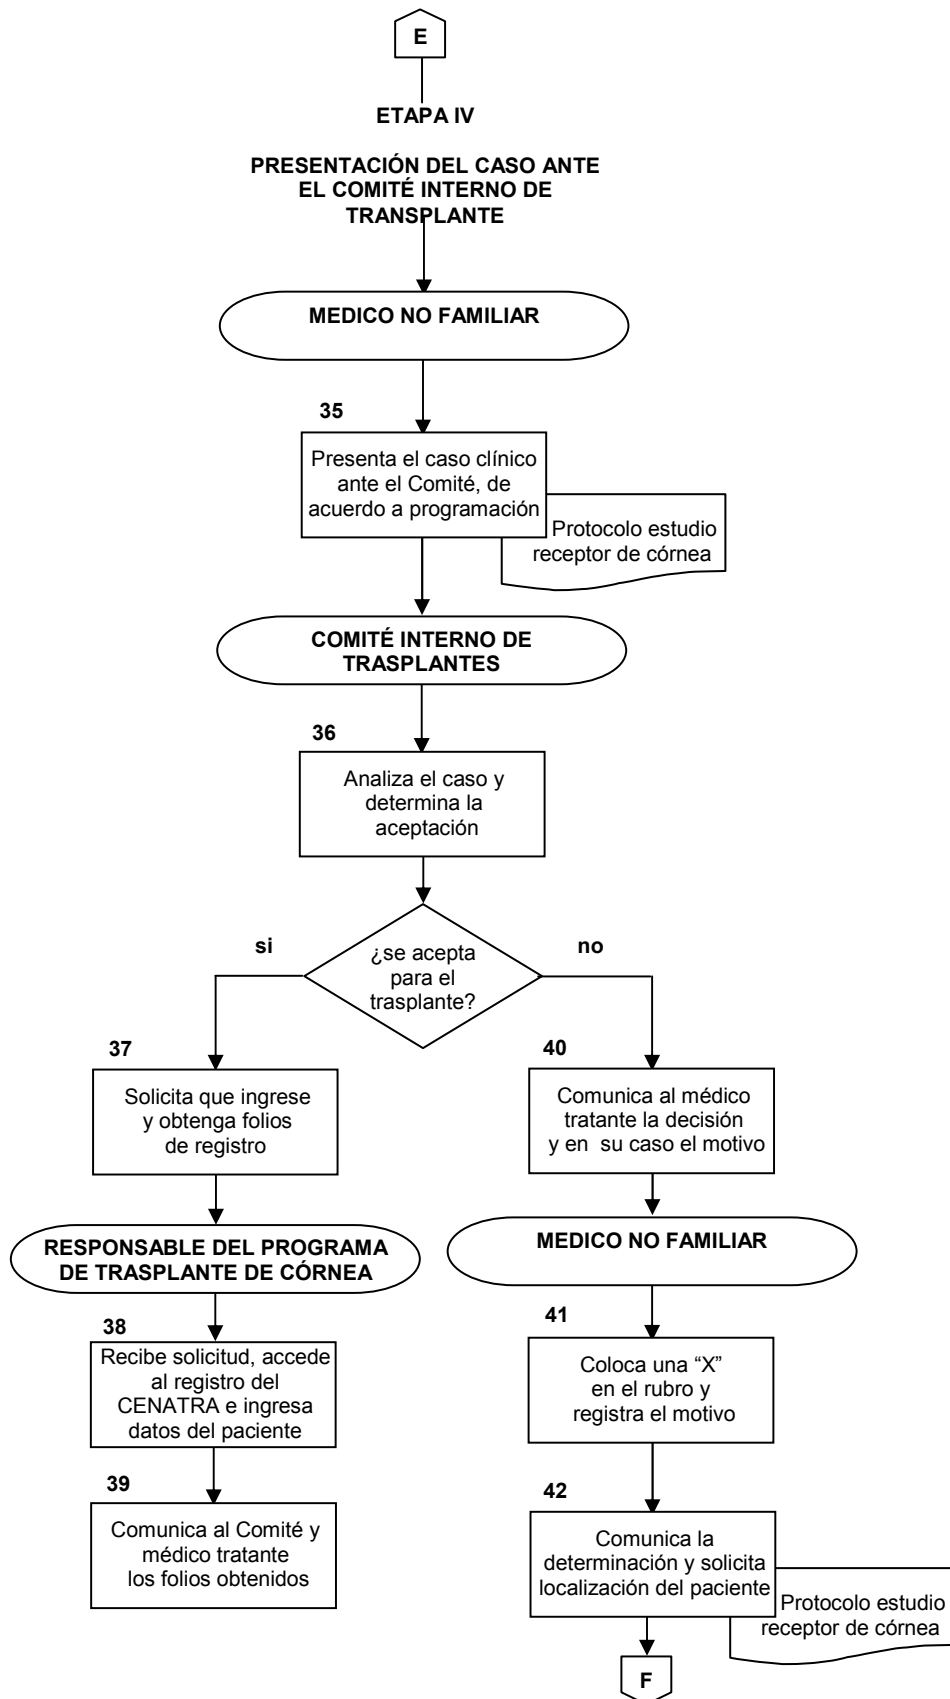 E
ETAPA IV
PRESENTACIÓN DEL CASO ANTE
EL COMITÉ INTERNO DE
TRANSPLANTE
MEDICO NO FAMILIAR
35
Presenta el caso clínico
ante el Comité, de
acuerdo a programación
Protocolo estudio
receptor de córnea
COMITÉ INTERNO DE
TRASPLANTES
36
Analiza el caso y
determina la
aceptación
¿se acepta
para el
trasplante?
si
no
37
Solicita que ingrese
y obtenga folios
de registro
RESPONSABLE DEL PROGRAMA
DE TRASPLANTE DE CÓRNEA
38
Recibe solicitud, accede
al registro del
CENATRA e ingresa
datos del paciente
39
Comunica al Comité y
médico tratante
los folios obtenidos
40
Comunica al médico
tratante la decisión
y en su caso el motivo
MEDICO NO FAMILIAR
41
Coloca una “X”
en el rubro y
registra el motivo
42
Comunica la
determinación y solicita
localización del paciente
Protocolo estudio
receptor de córnea
F